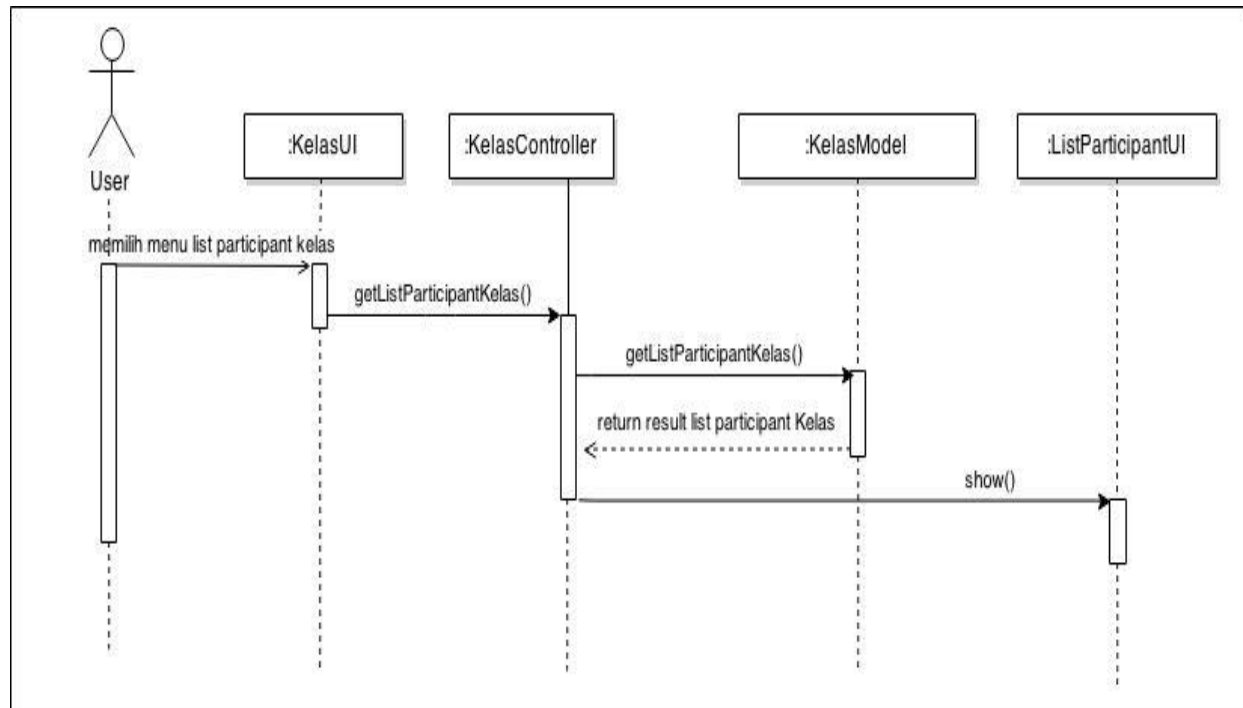 :KelasUI
:KelasController
:KelasModel
:ListParticipantUI
User
memilih menu list participant kelas
getListParticipantKelas()
getListParticipantKelas()
return result list participant Kelas
show()